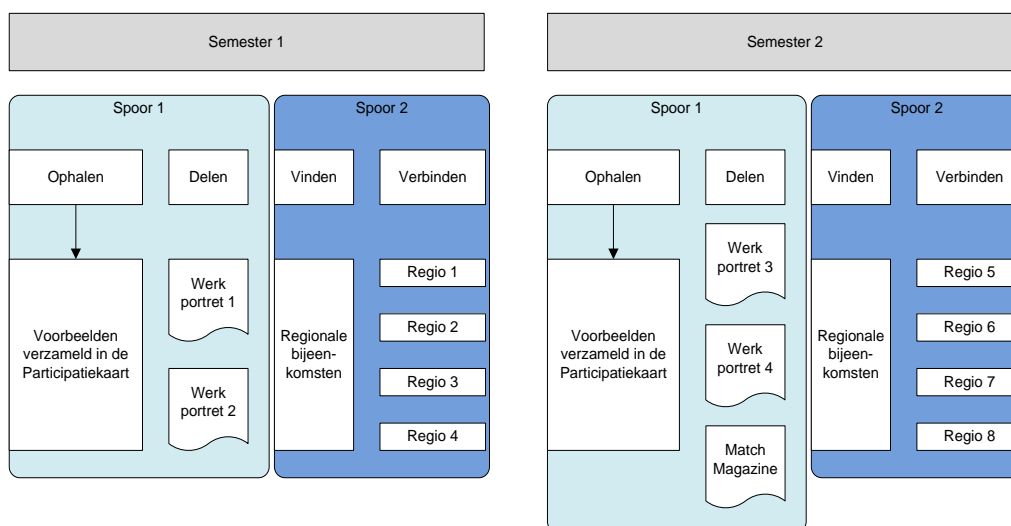 Semester 1
Spoor 1
Spoor 2
Ophalen
Delen
Vinden
Verbinden
Voorbeelden
verzameld in de
Participatiekaart
Werk
portret 1
Werk
portret 2
Regionale
bijeen-
komsten
Regio 1
Regio 2
Regio 3
Regio 4
Semester 2
Spoor 1
Spoor 2
Ophalen
Delen
Vinden
Verbinden
Voorbeelden
verzameld in de
Participatiekaart
Werk
portret 3
Werk
portret 4
Match
Magazine
Regionale
bijeen-
komsten
Regio 5
Regio 6
Regio 7
Regio 8